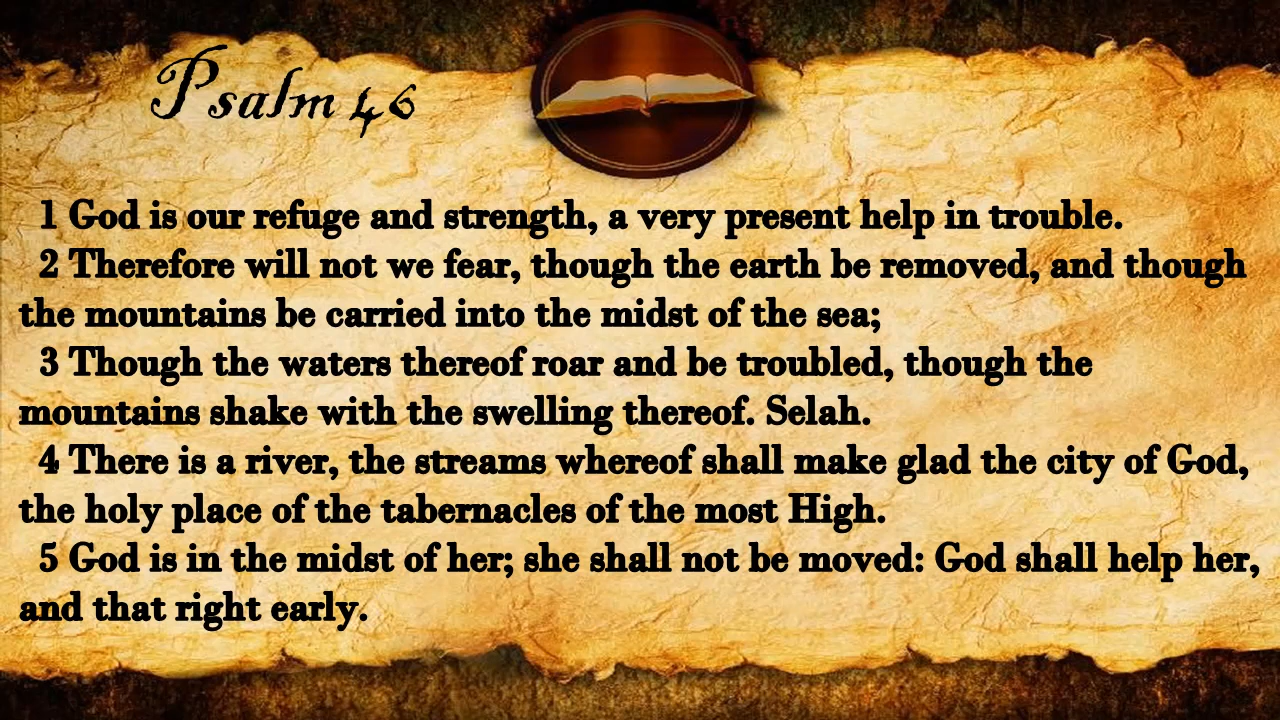 Psalm 46
1 God is our refuge and strength, a very present help in trouble.
2 Therefore will not we fear, though the earth be removed, and though
the mountains be carried into the midst of the sea;
3 Though the waters thereof roar and be troubled, though the
mountains shake with the swelling thereof. Selah.
4 There is a river, the streams whereof shall make glad the city of God,
the holy place of the tabernacles of the most High.
5 God is in the midst of her; she shall not be moved: God shall help her,
and that right early.